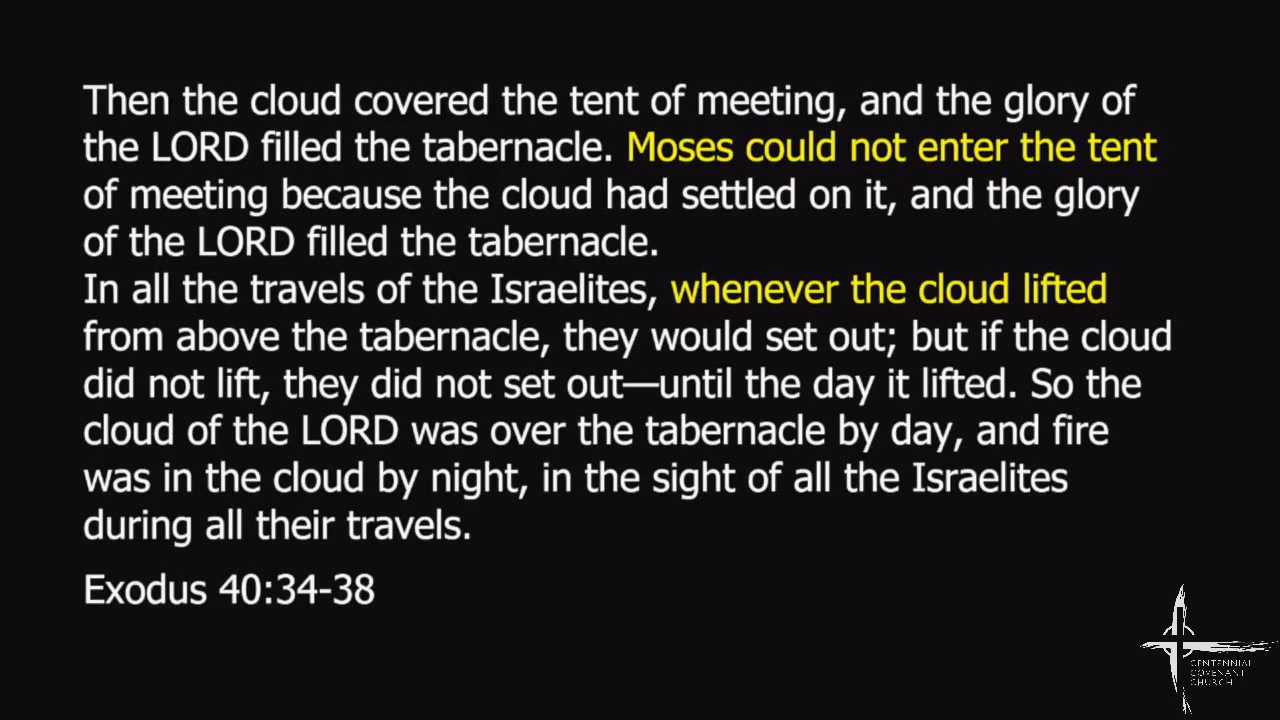 Then the cloud covered the tent of meeting, and the glory of
the LORD filled the tabernacle. Moses could not enter the tent
of meeting because the cloud had settled on it, and the glory
of the LORD filled the tabernacle.
In all the travels of the Israelites, whenever the cloud lifted
from above the tabernacle, they would set out; but if the cloud
did not lift, they did not set out—until the day it lifted. So the
cloud of the LORD was over the tabernacle by day, and fire
was in the cloud by night, in the sight of all the Israelites
during all their travels.
Exodus 40:34-38
CENTENNIAL
COVENANT
CHURCH